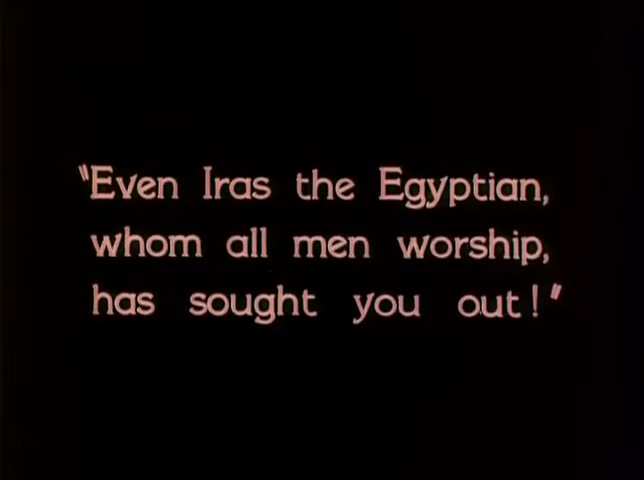 "Even Iras the Egyptian,
whom all men worship,
has sought you out!"